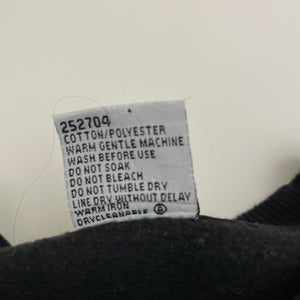 252704
COTTON/POLYESTER
WARM GENTLE MACHINE
WASH BEFORE USE
DO NOT SOAK
DO NOT BLEACH
DO NOT TUMBLE DRY
LINE DRY WITHOUT DELAY
WARM IRON
DRYCLEANABLE Ⓐ